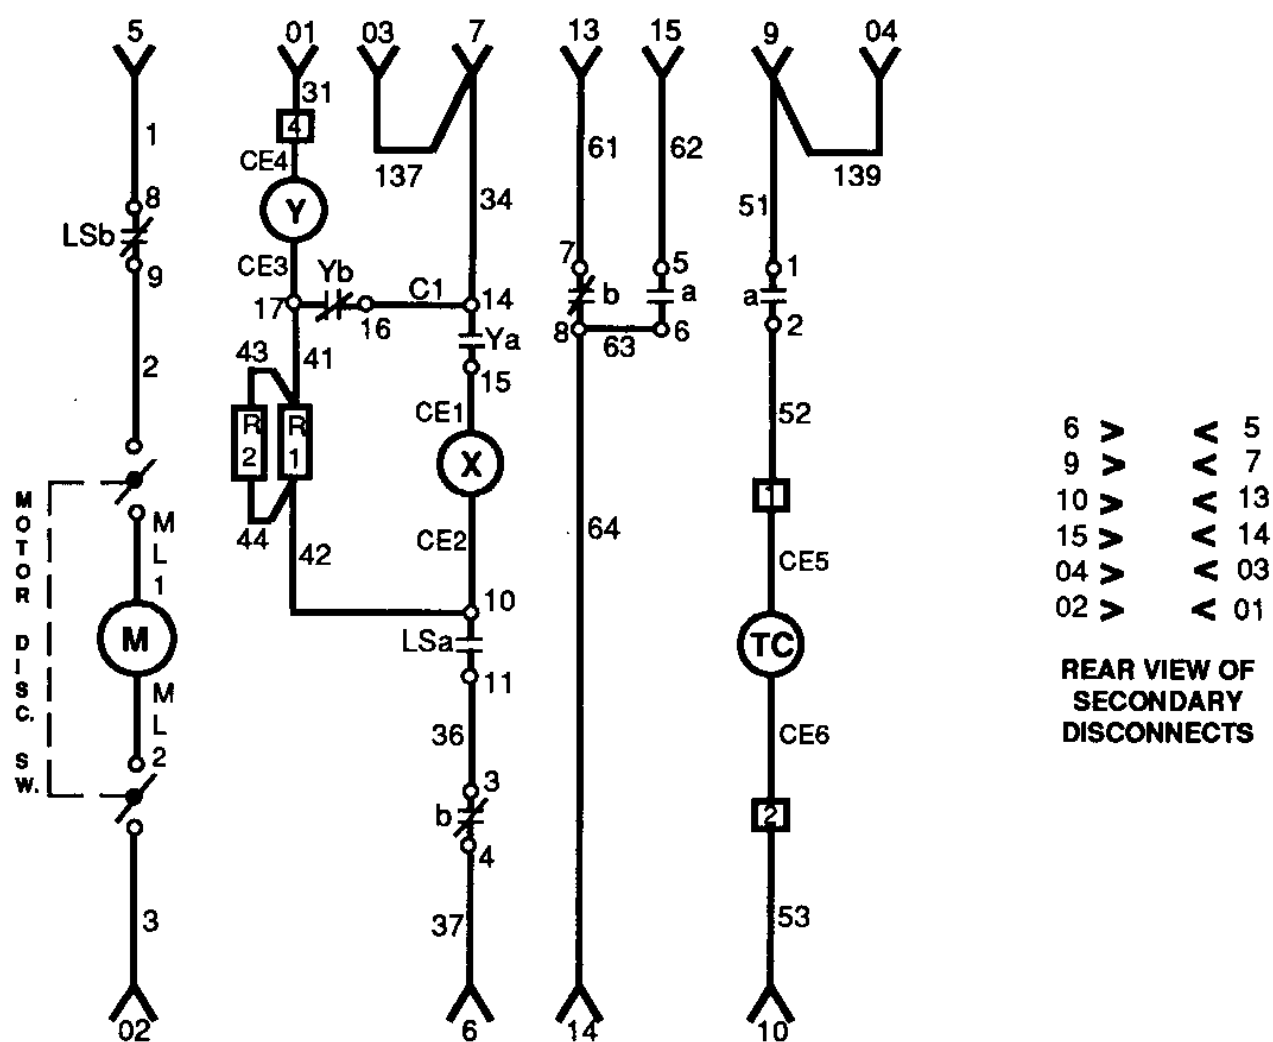 5 01 03 7 13 15 9 04
31
4
1 CE4 137 61 62 139
Y 34 51
8
LSb CE3 Yb 7 5 1
9 17 C1 14 b a a
16 8 63 6 2
Ya
43 41 15
2 CE1 52
R 2 R 1 X
6 > < 5
9 > < 7
10 > < 13
15 > < 14
04 > < 03
02 > < 01
REAR VIEW OF
SECONDARY
DISCONNECTS
MOTOR DISC. SW.
44 42 CE2 64 1
ML1 CE5
10
M LSa TC
11
ML2 36 CE6
3
b 2
4
3 37 53
02 6 14 10